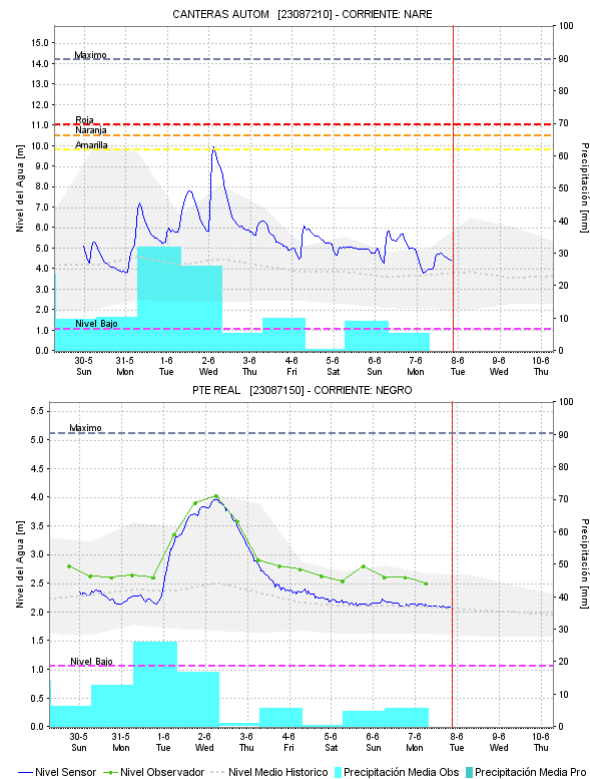 CANTERAS AUTOM [23087210] - CORRIENTE: NARE
Nivel del Agua [m]
15.0
14.0
13.0
12.0
11.0
10.0
9.0
8.0
7.0
6.0
5.0
4.0
3.0
2.0
1.0
0.0
Maximo
Roja
Naranja
Amarilla
Nivel Bajo
100
90
80
70
60
50
40
30
20
10
0
Precipitación [mm]
30-5 31-5 1-6 2-6 3-6 4-6 5-6 6-6 7-6 8-6 9-6 10-6
Sun Mon Tue Wed Thu Fri Sat Sun Mon Tue Wed Thu
PTE REAL [23087150] - CORRIENTE: NEGRO
Nivel del Agua [m]
5.5
5.0
4.5
4.0
3.5
3.0
2.5
2.0
1.5
1.0
0.5
0.0
Maximo
Nivel Bajo
100
90
80
70
60
50
40
30
20
10
0
Precipitación [mm]
30-5 31-5 1-6 2-6 3-6 4-6 5-6 6-6 7-6 8-6 9-6 10-6
Sun Mon Tue Wed Thu Fri Sat Sun Mon Tue Wed Thu
Nivel Sensor Nivel Observador Nivel Medio Historico Precipitación Media Obs Precipitación Media Pro